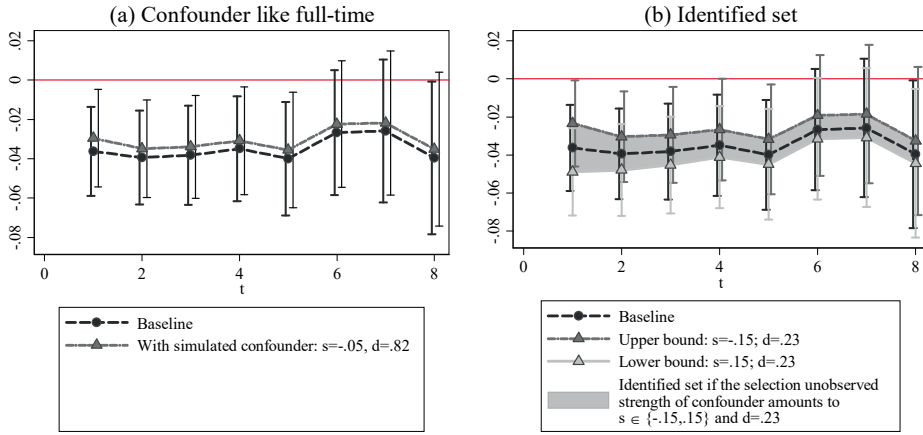 (a) Confounder like full-time
.02
0
-.02
-.04
-.06
-.08
0
2
4
6
8
t
Baseline
With simulated confounder: s=-.05, d=.82
(b) Identified set
.02
0
-.02
-.04
-.06
-.08
0
2
4
6
8
t
Baseline
Upper bound: s=-.15; d=.23
Lower bound: s=.15; d=.23
Identified set if the selection unobserved
strength of confounder amounts to
s ∈ {-.15,.15} and d=.23